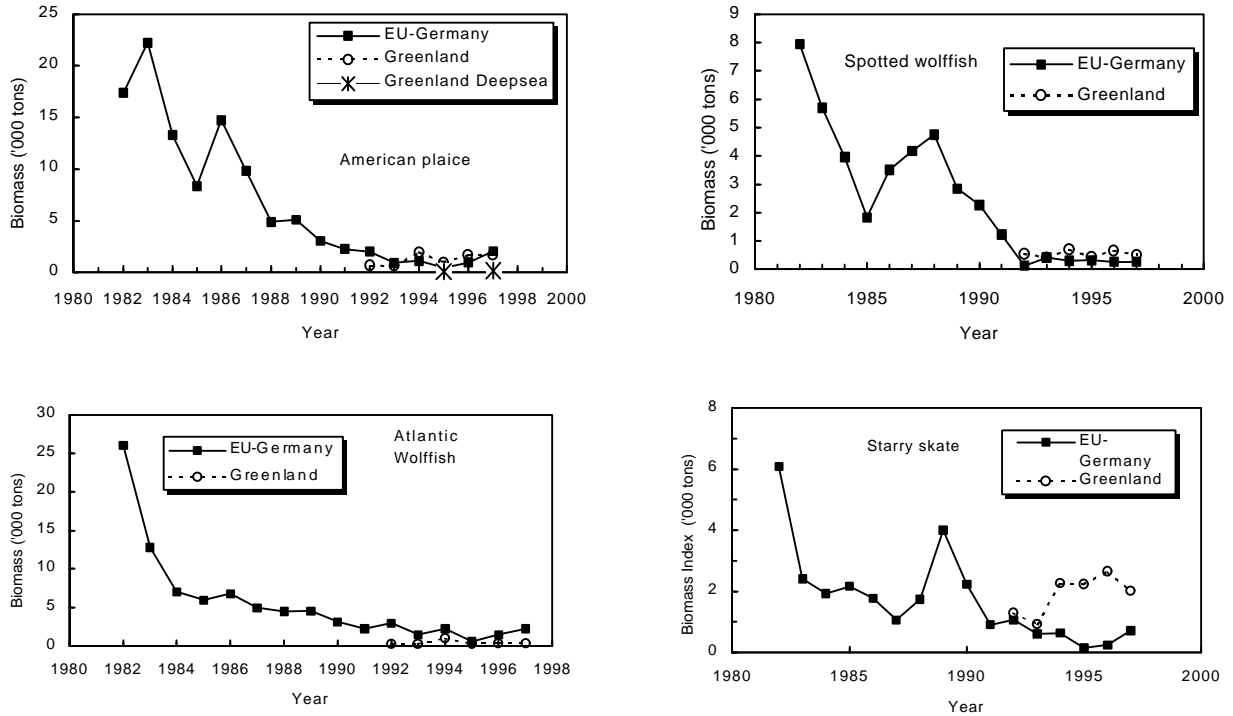 25
20
15
10
5
0
Biomass ('000 tons)
EU-Germany
Greenland
Greenland Deepsea
American plaice
1980 1982 1984 1986 1988 1990 1992 1994 1996 1998 2000
Year
9
8
7
6
5
4
3
2
1
0
Biomass ('000 tons)
Spotted wolffish
EU-Germany
Greenland
1980 1985 1990 1995 2000
Year
30
25
20
15
10
5
0
Biomass ('000 tons)
EU-Germany
Greenland
Atlantic
Wolffish
1980 1982 1984 1986 1988 1990 1992 1994 1996 1998
Year
8
6
4
2
0
Biomass Index ('000 tons)
Starry skate
EU-
Germany
Greenland
1980 1985 1990 1995 2000
Year